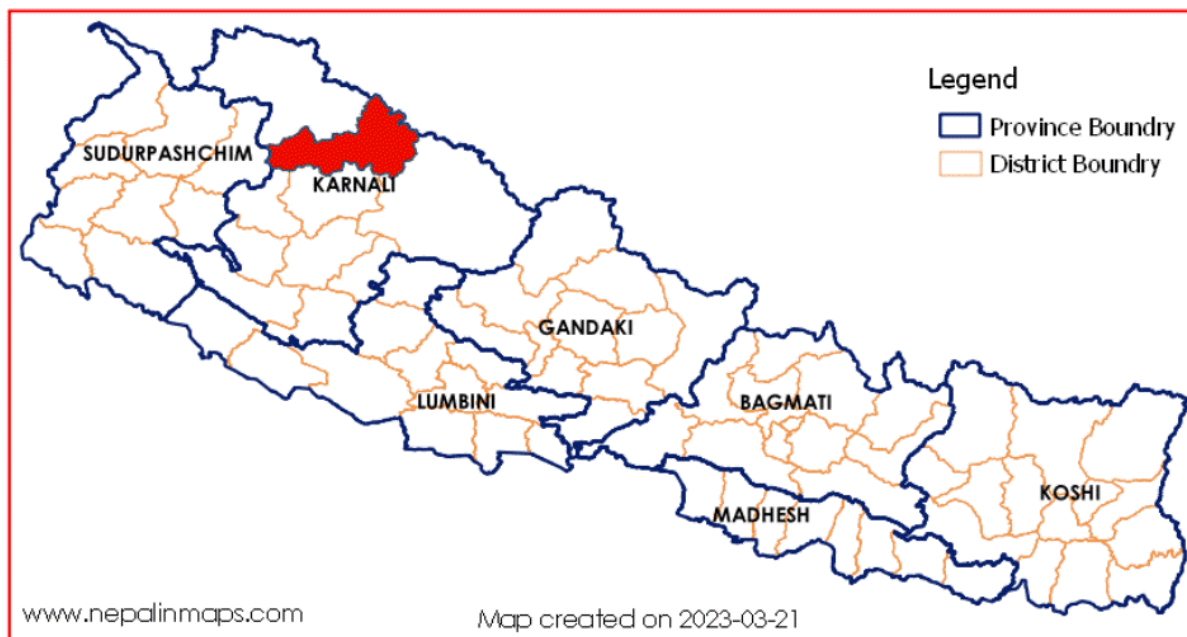 Legend
Province Boundry
District Boundry
SUDURPASHCHIM
KARNALI
GANDAKI
LUMBINI
BAGMATI
KOSHI
MADHESH
www.nepalinmaps.com
Map created on 2023-03-21